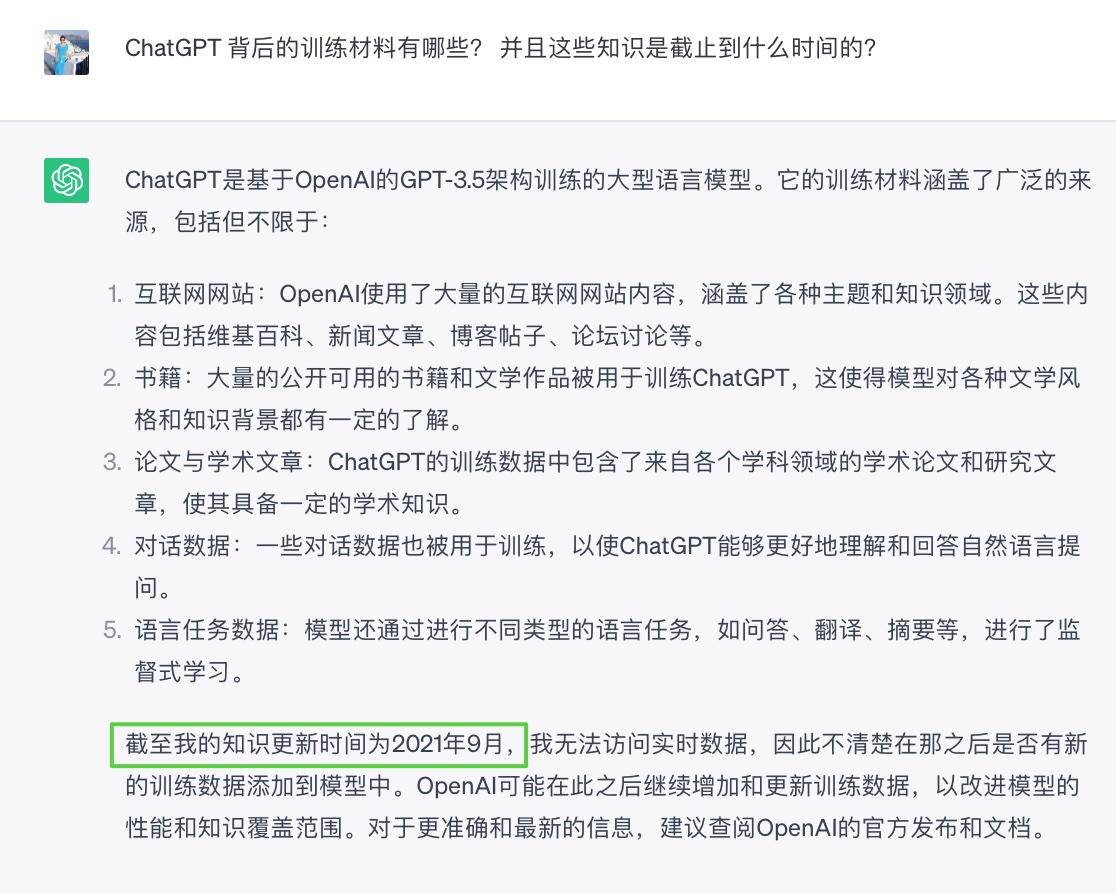 ChatGPT 背后的训练材料有哪些？ 并且这些知识是截止到什么时间的？
ChatGPT是基于OpenAI的GPT-3.5架构训练的大型语言模型。它的训练材料涵盖了广泛的来
源，包括但不限于：
1. 互联网网站：OpenAI使用了大量的互联网网站内容，涵盖了各种主题和知识领域。这些内
容包括维基百科、新闻文章、博客帖子、论坛讨论等。
2. 书籍：大量的公开可用的书籍和文学作品被用于训练ChatGPT，这使得模型对各种文学风
格和知识背景都有一定的了解。
3. 论文与学术文章：ChatGPT的训练数据中包含了来自各个学科领域的学术论文和研究文
章，使其具备一定的学术知识。
4. 对话数据：一些对话数据也被用于训练，以使ChatGPT能够更好地理解和回答自然语言提
问。
5. 语言任务数据：模型还通过进行不同类型的语言任务，如问答、翻译、摘要等，进行了监
督式学习。
截至我的知识更新时间为2021年9月，我无法访问实时数据，因此不清楚在那之后是否有新
的训练数据添加到模型中。OpenAI可能在此之后继续增加和更新训练数据，以改进模型的
性能和知识覆盖范围。对于更准确和最新的信息，建议查阅OpenAI的官方发布和文档。